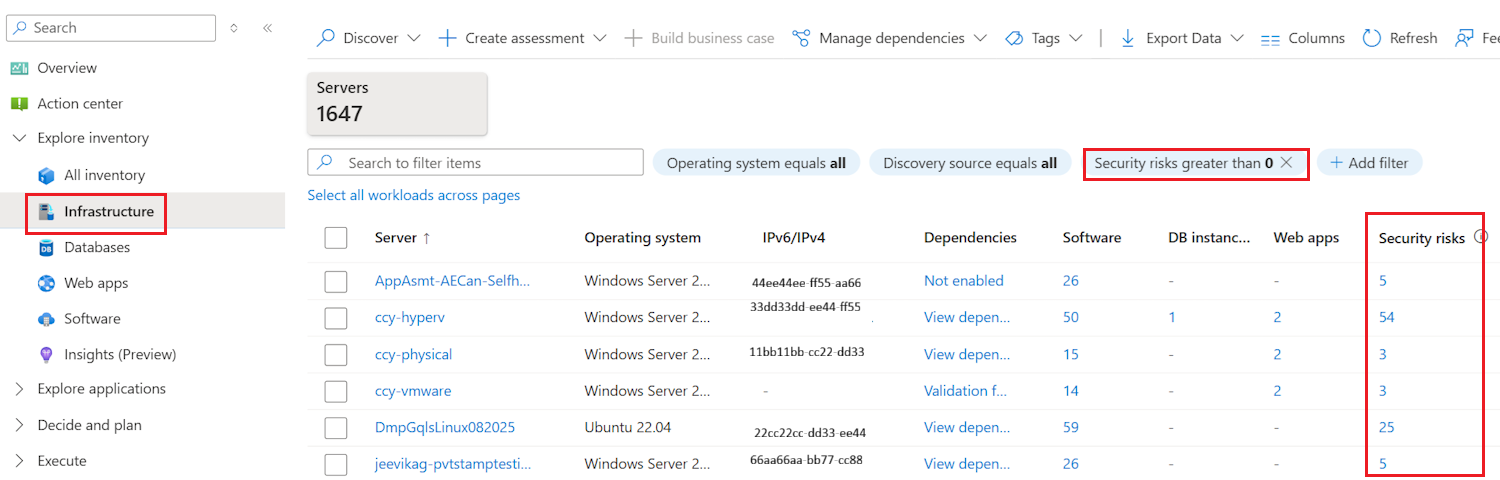 Search
Overview
Action center
Explore inventory
All inventory
Infrastructure
Databases
Web apps
Software
Insights (Preview)
Explore applications
Decide and plan
Execute
Discover Create assessment Build business case Manage dependencies Tags | Export Data Columns Refresh Fee
Servers
1647
Search to filter items Operating system equals all Discovery source equals all Security risks greater than 0 Add filter
Select all workloads across pages
Server ↑ Operating system IPv6/IPv4 Dependencies Software DB instanc... Web apps Security risks
AppAsmt-AECan-Selfh... Windows Server 2... 44ee44ee-ff55-aa66 Not enabled 26 - - 5
ccy-hyperv Windows Server 2... 33dd33dd-ee44-ff55 View depen... 50 1 2 54
ccy-physical Windows Server 2... 11bb11bb-cc22-dd33 View depen... 15 - 2 3
ccy-vmware Windows Server 2... - Validation f... 14 - 2 3
DmpGqlsLinux082025 Ubuntu 22.04 22cc22cc-dd33-ee44 View depen... 59 - - 25
jeevikag-pvtstamptesti... Windows Server 2... 66aa66aa-bb77-cc88 View depen... 26 - - 5